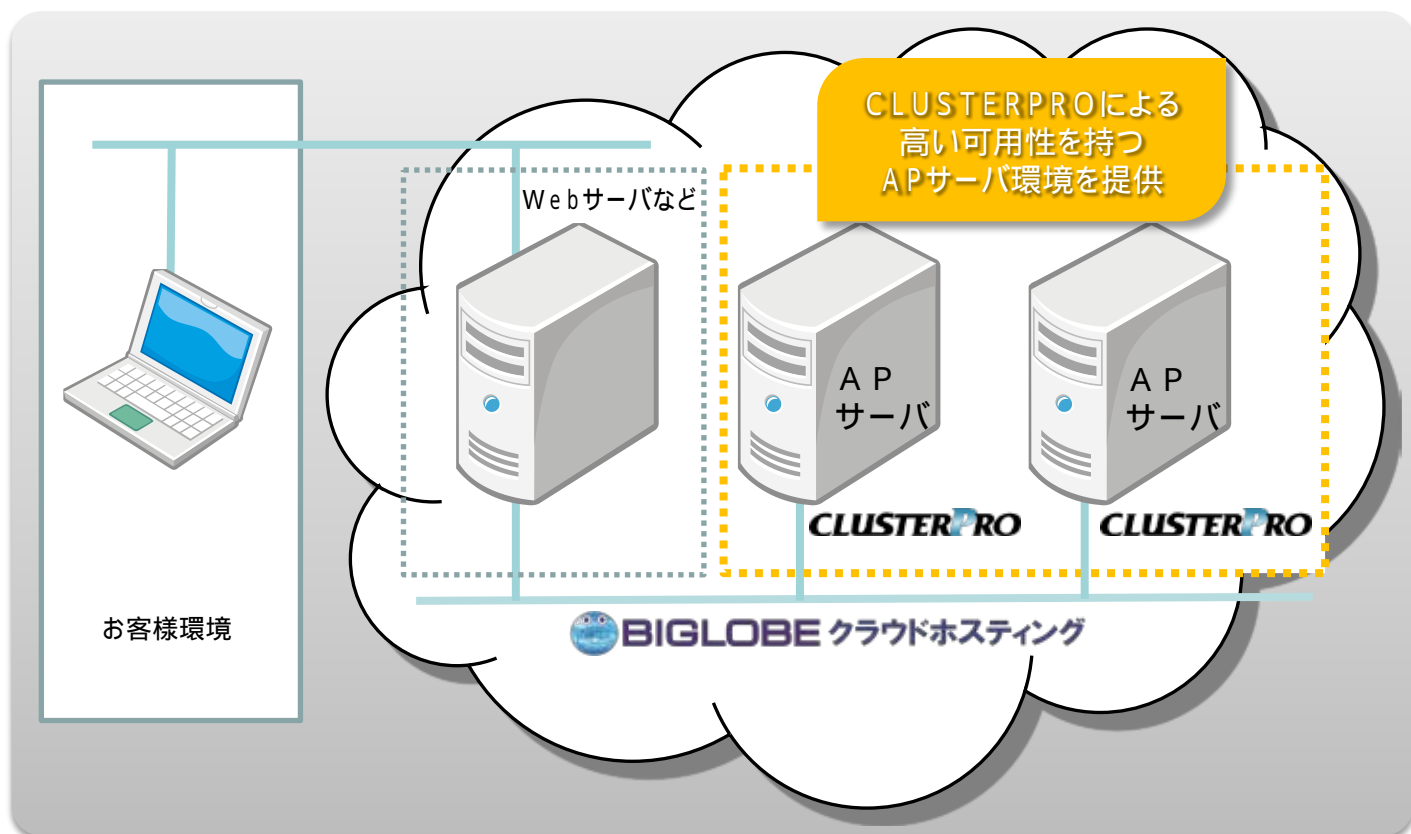 CLUSTERPROによる
高い可用性を持つ
APサーバ環境を提供
Webサーバなど
AP
サーバ
AP
サーバ
CLUSTERPRO
CLUSTERPRO
お客様環境
BIGLOBE クラウドホスティング